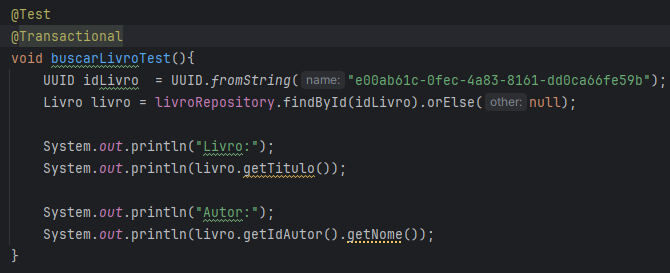 @Test
@Transactional
void buscarLivroTest(){
UUID idLivro  = UUID.fromString( name: "e00ab61c-0fec-4a83-8161-dd0ca66fe59b");
Livro livro = livroRepository.findById(idLivro).orElse( other: null);
System.out.println("Livro:");
System.out.println(livro.getTitulo());
System.out.println("Autor:");
System.out.println(livro.getIdAutor().getNome());
}